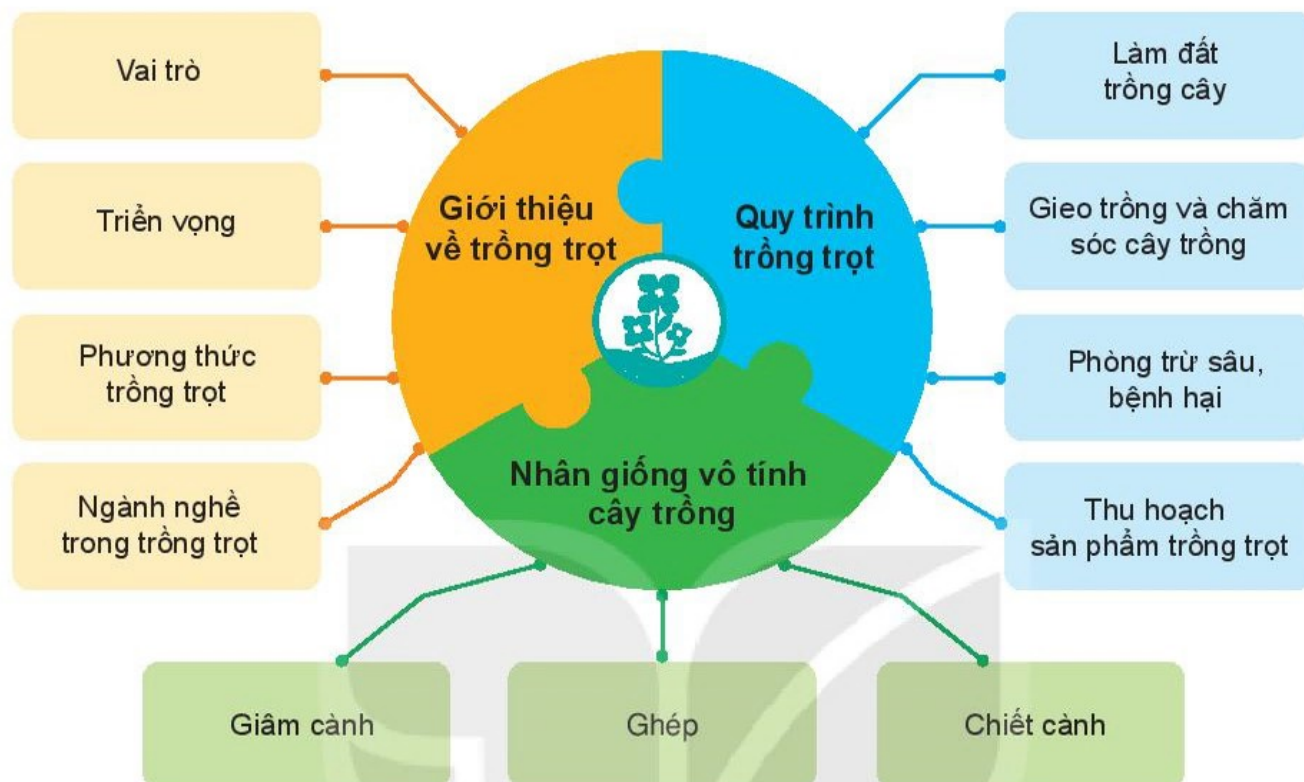 Vai trò
Triển vọng
Phương thức
trồng trọt
Ngành nghề
trong trồng trọt
Giới thiệu
về trồng trọt
Quy trình
trồng trọt
Nhân giống vô tính
cây trồng
Làm đất
trồng cây
Gieo trồng và chăm
sóc cây trồng
Phòng trừ sâu,
bệnh hại
Thu hoạch
sản phẩm trồng trọt
Giâm cành
Ghép
Chiết cành